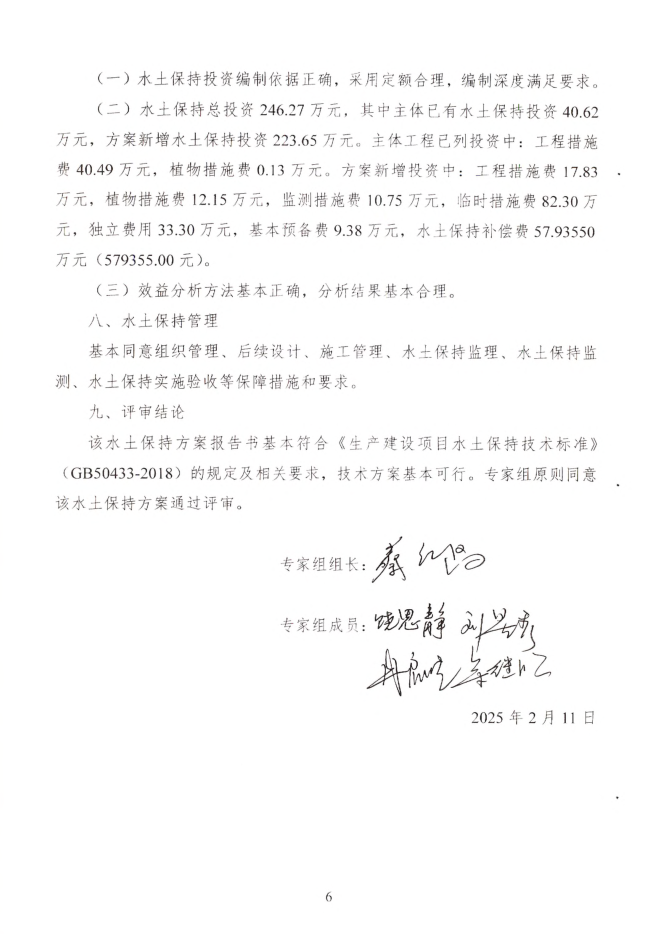 （一）水土保持投资编制依据正确，采用定额合理，编制深度满足要求。
（二）水土保持总投资 246.27 万元，其中主体已有水土保持投资 40.62
万元，方案新增水土保持投资 223.65 万元。主体工程已列投资中：工程措施
费 40.49 万元，植物措施费 0.13 万元。方案新增投资中：工程措施费 17.83
万元，植物措施费 12.15 万元，监测措施费 10.75 万元，临时措施费 82.30 万
元，独立费用 33.30 万元，基本预备费 9.38 万元，水土保持补偿费 57.93550
万元（579355.00 元）。
（三）效益分析方法基本正确，分析结果基本合理。
八、水土保持管理
基本同意组织管理、后续设计、施工管理、水土保持监理、水土保持监
测、水土保持实施验收等保障措施和要求。
九、评审结论
该水土保持方案报告书基本符合《生产建设项目水土保持技术标准》
（GB50433-2018）的规定及相关要求，技术方案基本可行。专家组原则同意
该水土保持方案通过评审。
专家组组长：
专家组成员：饶思静
2025 年 2 月 11 日
6